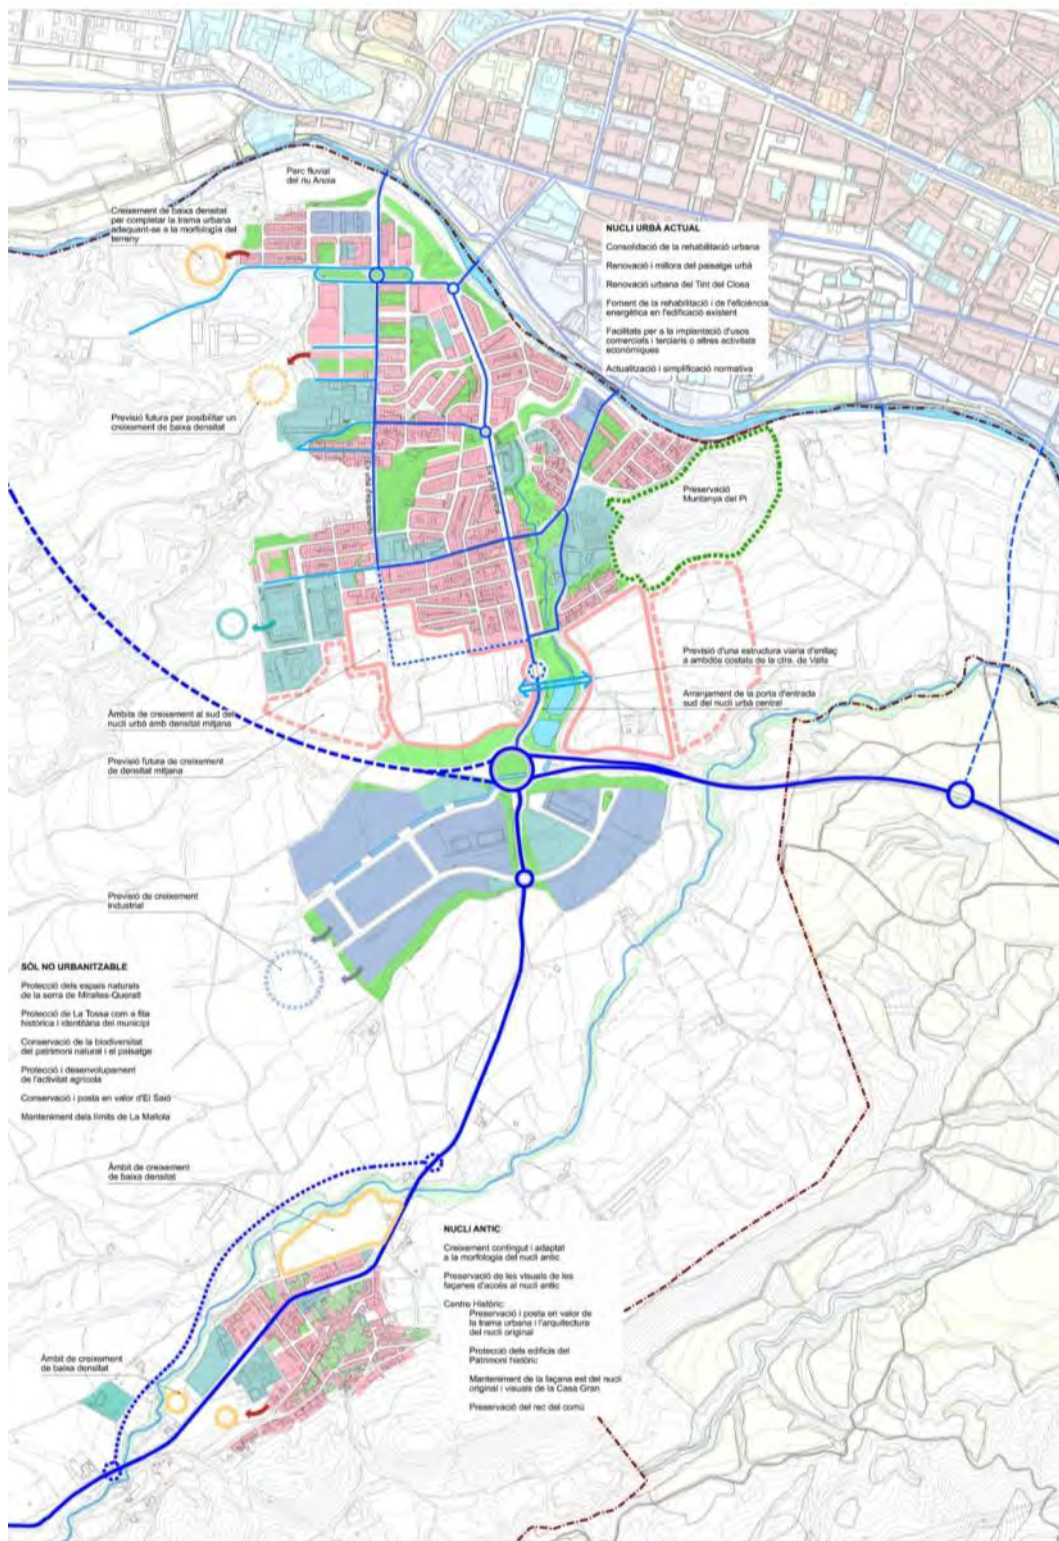 Parc fluvial
del riu Anoia
Creixement de baixa densitat
per completar la trama urbana
adequant-se a la morfologia del
terreny
NUCLI URBÀ ACTUAL
Consolidació de la rehabilitació urbana
Renovació i millora del paisatge urbà
Renovació urbana del Tint del Closa
Foment de la rehabilitació i de l'eficiència
energètica en l'edificació existent
Facilitats per a la implantació d'usos
comercials i terciaris o altres activitats
econòmiques
Actualització i simplificació normativa
Previsió futura per posibilitar un
creixement de baixa densitat
Preservació
Muntanya del Pi
Previsió d'una estructura viaria d'enllaç
a ambdós costats de la ctra. de Valls
Arranjament de la porta d'entrada
sud del nucli urbà central
Àmbits de creixement al sud del
nucli urbà amb densitat mitjana
Previsió futura de creixement
de densitat mitjana
Previsió de creixement
industrial
SÒL NO URBANITZABLE
Protecció dels espais naturals
de la serra de Miralles-Queralt
Protecció de La Tossa com a fita
històrica i identitària del municipi
Conservació de la biodiversitat
del patrimoni natural i el paisatge
Protecció i desenvolupament
de l'activitat agrícola
Conservació i posta en valor d'El Saió
Manteniment dels límits de La Mallola
Àmbit de creixement
de baixa densitat
NUCLI ANTIC
Creixement contingut i adaptat
a la morfologia del nucli antic
Preservació de les visuals de les
façanes d'accés al nucli antic
Centre Històric:
Preservació i posta en valor de
la trama urbana i l'arquitectura
del nucli original
Protecció dels edificis del
Patrimoni històric
Manteniment de la façana est del nucli
original i visuals de la Casa Gran
Preservació del rec del comú
Àmbit de creixement
de baixa densitat